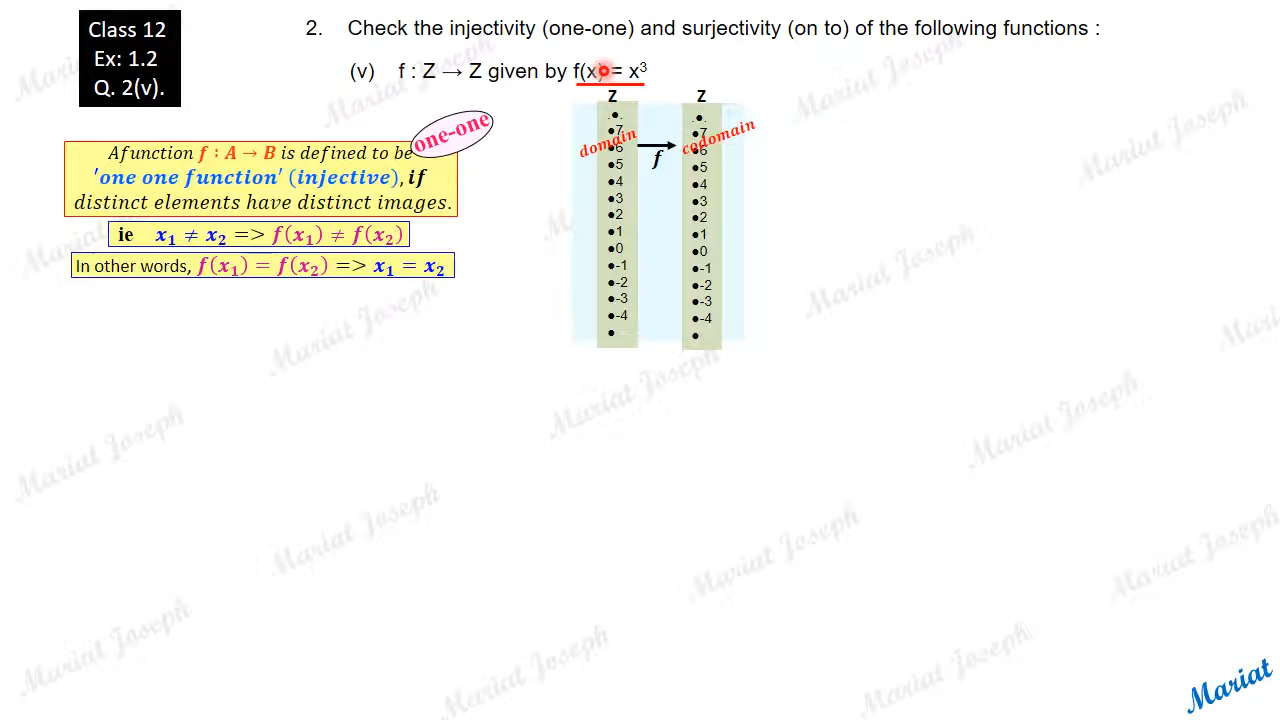 Class 12
Ex: 1.2
Q. 2(v).
2. Check the injectivity (one-one) and surjectivity (on to) of the following functions :
(v) f : Z → Z given by f(x) = x³
one-one
Afunction f : A → B is defined to be
'one one function' (injective), if
distinct elements have distinct images.
ie x₁ ≠ x₂ => f(x₁) ≠ f(x₂)
In other words, f(x₁) = f(x₂) => x₁ = x₂
Z Z
domain f codomain
●7 ●7
●6 ●6
●5 ●5
●4 ●4
●3 ●3
●2 ●2
●1 ●1
●0 ●0
●-1 ●-1
●-2 ●-2
●-3 ●-3
●-4 ●-4
Mariat Joseph
Mariat